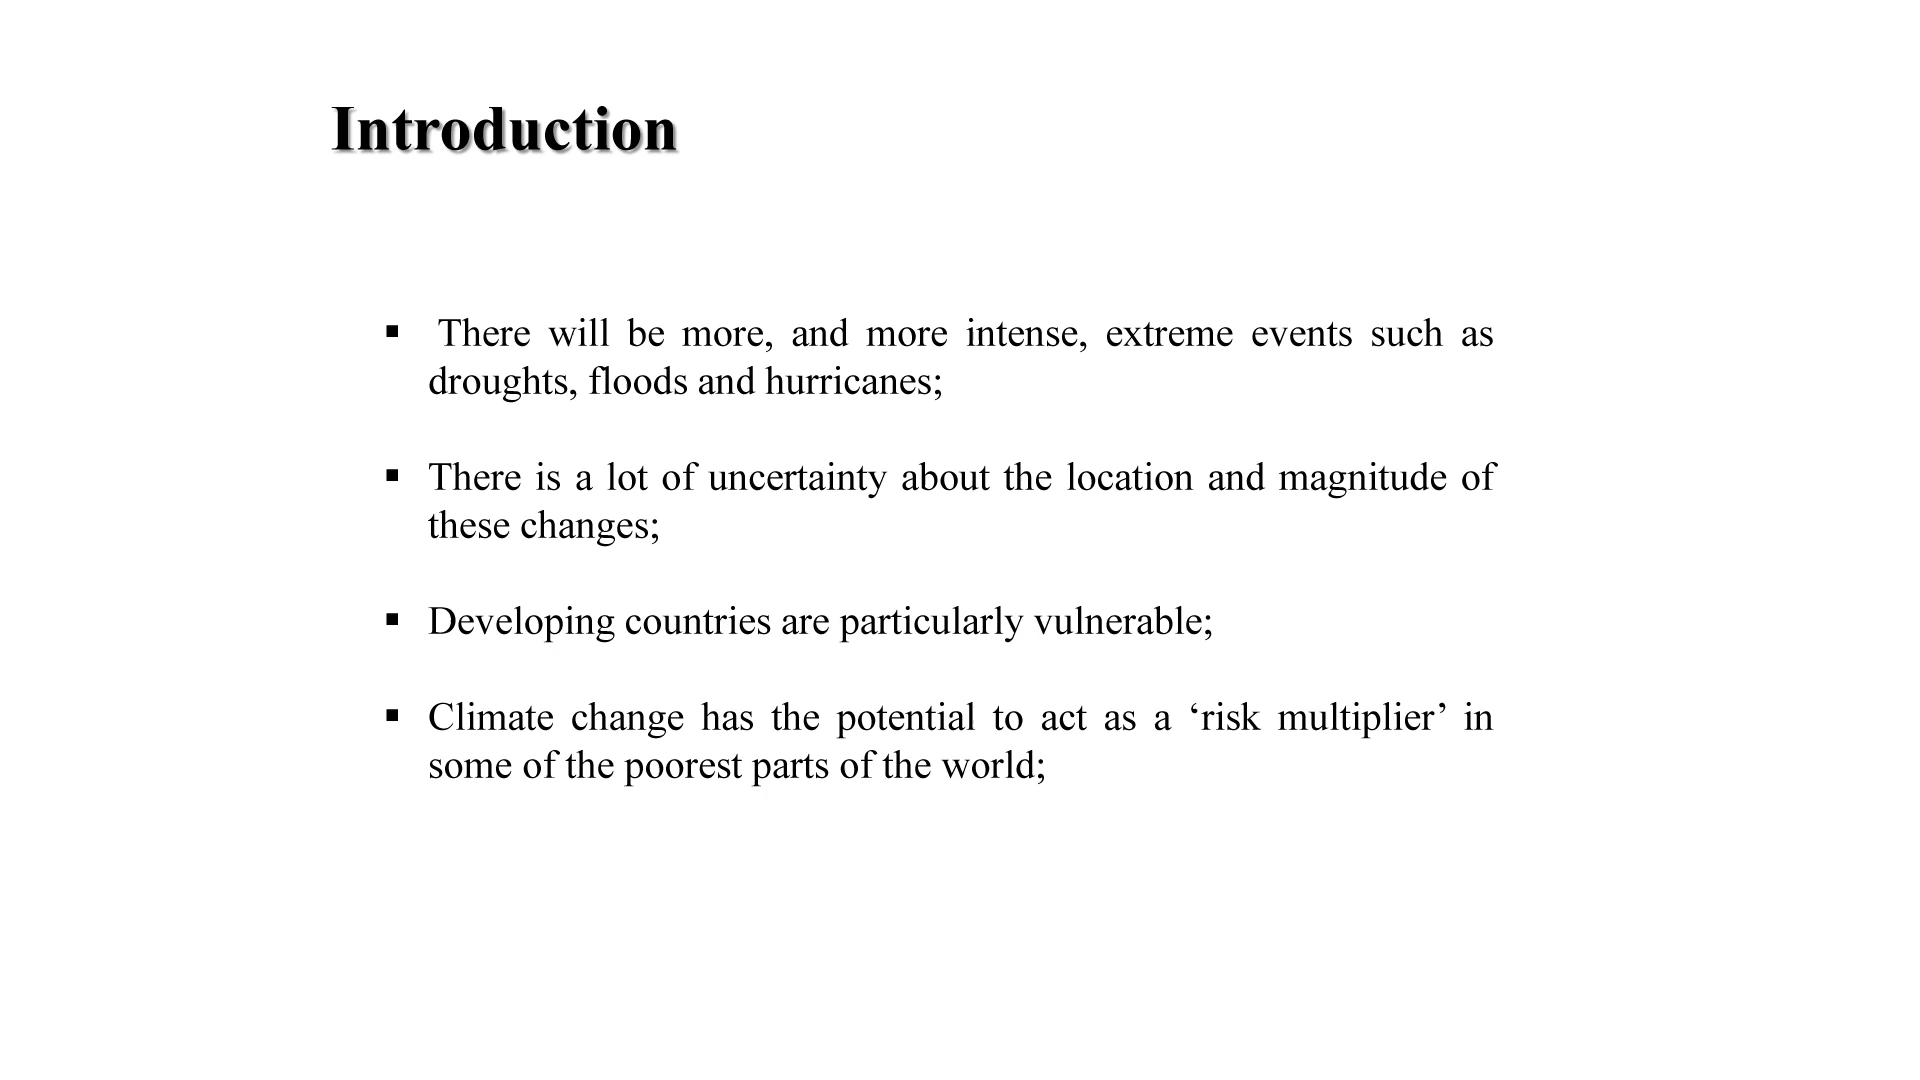 Introduction
▪ There will be more, and more intense, extreme events such as
droughts, floods and hurricanes;
▪ There is a lot of uncertainty about the location and magnitude of
these changes;
▪ Developing countries are particularly vulnerable;
▪ Climate change has the potential to act as a ‘risk multiplier’ in
some of the poorest parts of the world;